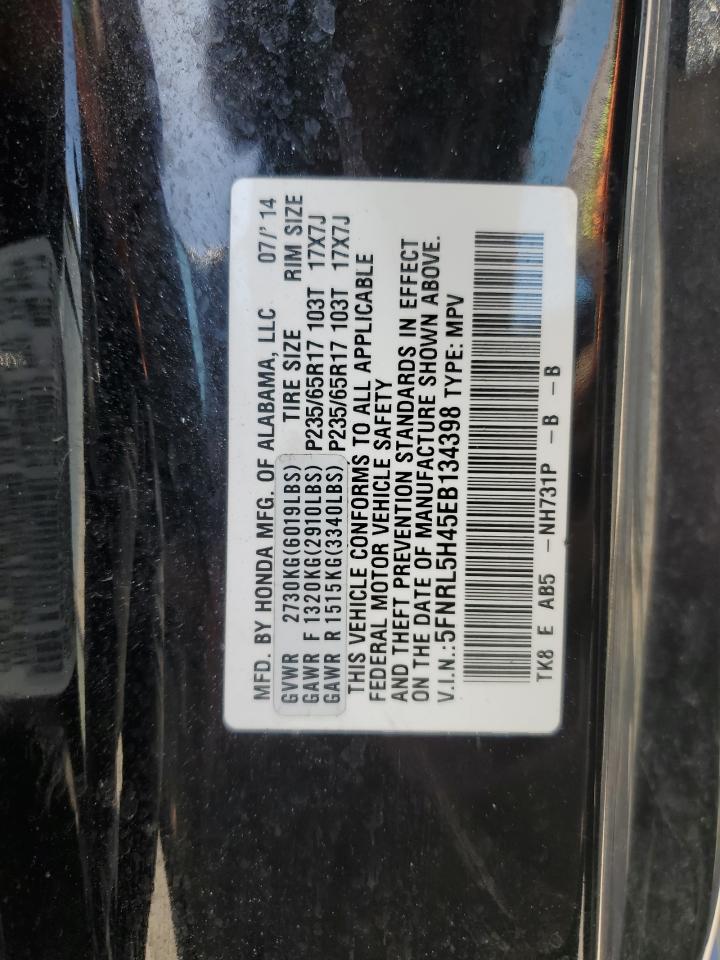 MFD. BY HONDA MFG. OF ALABAMA, LLC 07/'14
GVWR 2730KG(6019LBS) TIRE SIZE RIM SIZE
GAWR F 1320KG(2910LBS) P235/65R17 103T 17X7J
GAWR R 1515KG(3340LBS) P235/65R17 103T 17X7J
THIS VEHICLE CONFORMS TO ALL APPLICABLE
FEDERAL MOTOR VEHICLE SAFETY
AND THEFT PREVENTION STANDARDS IN EFFECT
ON THE DATE OF MANUFACTURE SHOWN ABOVE.
V.I.N.:5FNRL5H45EB134398 TYPE: MPV
TK8 E AB5 -NH731P -B -B